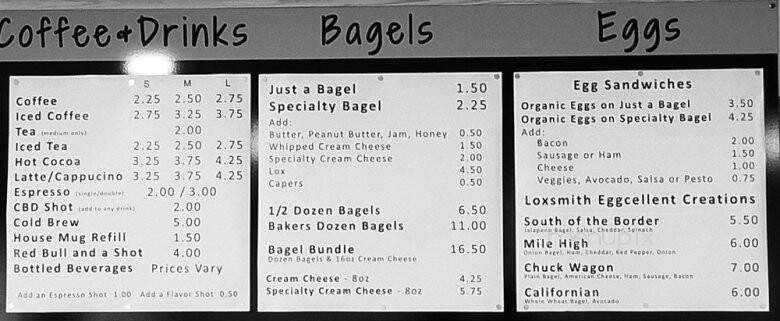 Coffee & Drinks
S M L
Coffee 2.25 2.50 2.75
Iced Coffee 2.75 3.25 3.75
Tea (medium only) 2.00
Iced Tea 2.25 2.50 2.75
Hot Cocoa 3.25 3.75 4.25
Latte/Cappucino 3.25 3.75 4.25
Espresso (single/double) 2.00 / 3.00
CBD Shot (add to any drink) 2.00
Cold Brew 5.00
House Mug Refill 1.50
Red Bull and a Shot 4.00
Bottled Beverages Prices Vary
Add an Espresso Shot 1.00 Add a Flavor Shot 0.50
Bagels
Just a Bagel 1.50
Specialty Bagel 2.25
Add:
Butter, Peanut Butter, Jam, Honey 0.50
Whipped Cream Cheese 1.50
Specialty Cream Cheese 2.00
Lox 4.50
Capers 0.50
1/2 Dozen Bagels 6.50
Bakers Dozen Bagels 11.00
Bagel Bundle 16.50
Dozen Bagels & 16oz Cream Cheese
Cream Cheese - 8oz 4.25
Specialty Cream Cheese - 8oz 5.75
Eggs
Egg Sandwiches
Organic Eggs on Just a Bagel 3.50
Organic Eggs on Specialty Bagel 4.25
Add:
Bacon 2.00
Sausage or Ham 1.50
Cheese 1.00
Veggies, Avocado, Salsa or Pesto 0.75
Loxsmith Eggcellent Creations
South of the Border 5.50
Jalapeno Bagel, Salsa, Cheddar, Spinach
Mile High 6.00
Onion Bagel, Ham, Cheddar, Red Pepper, Onion
Chuck Wagon 7.00
Plain Bagel, American Cheese, Ham, Sausage, Bacon
Californian 6.00
Whole Wheat Bagel, Avocado